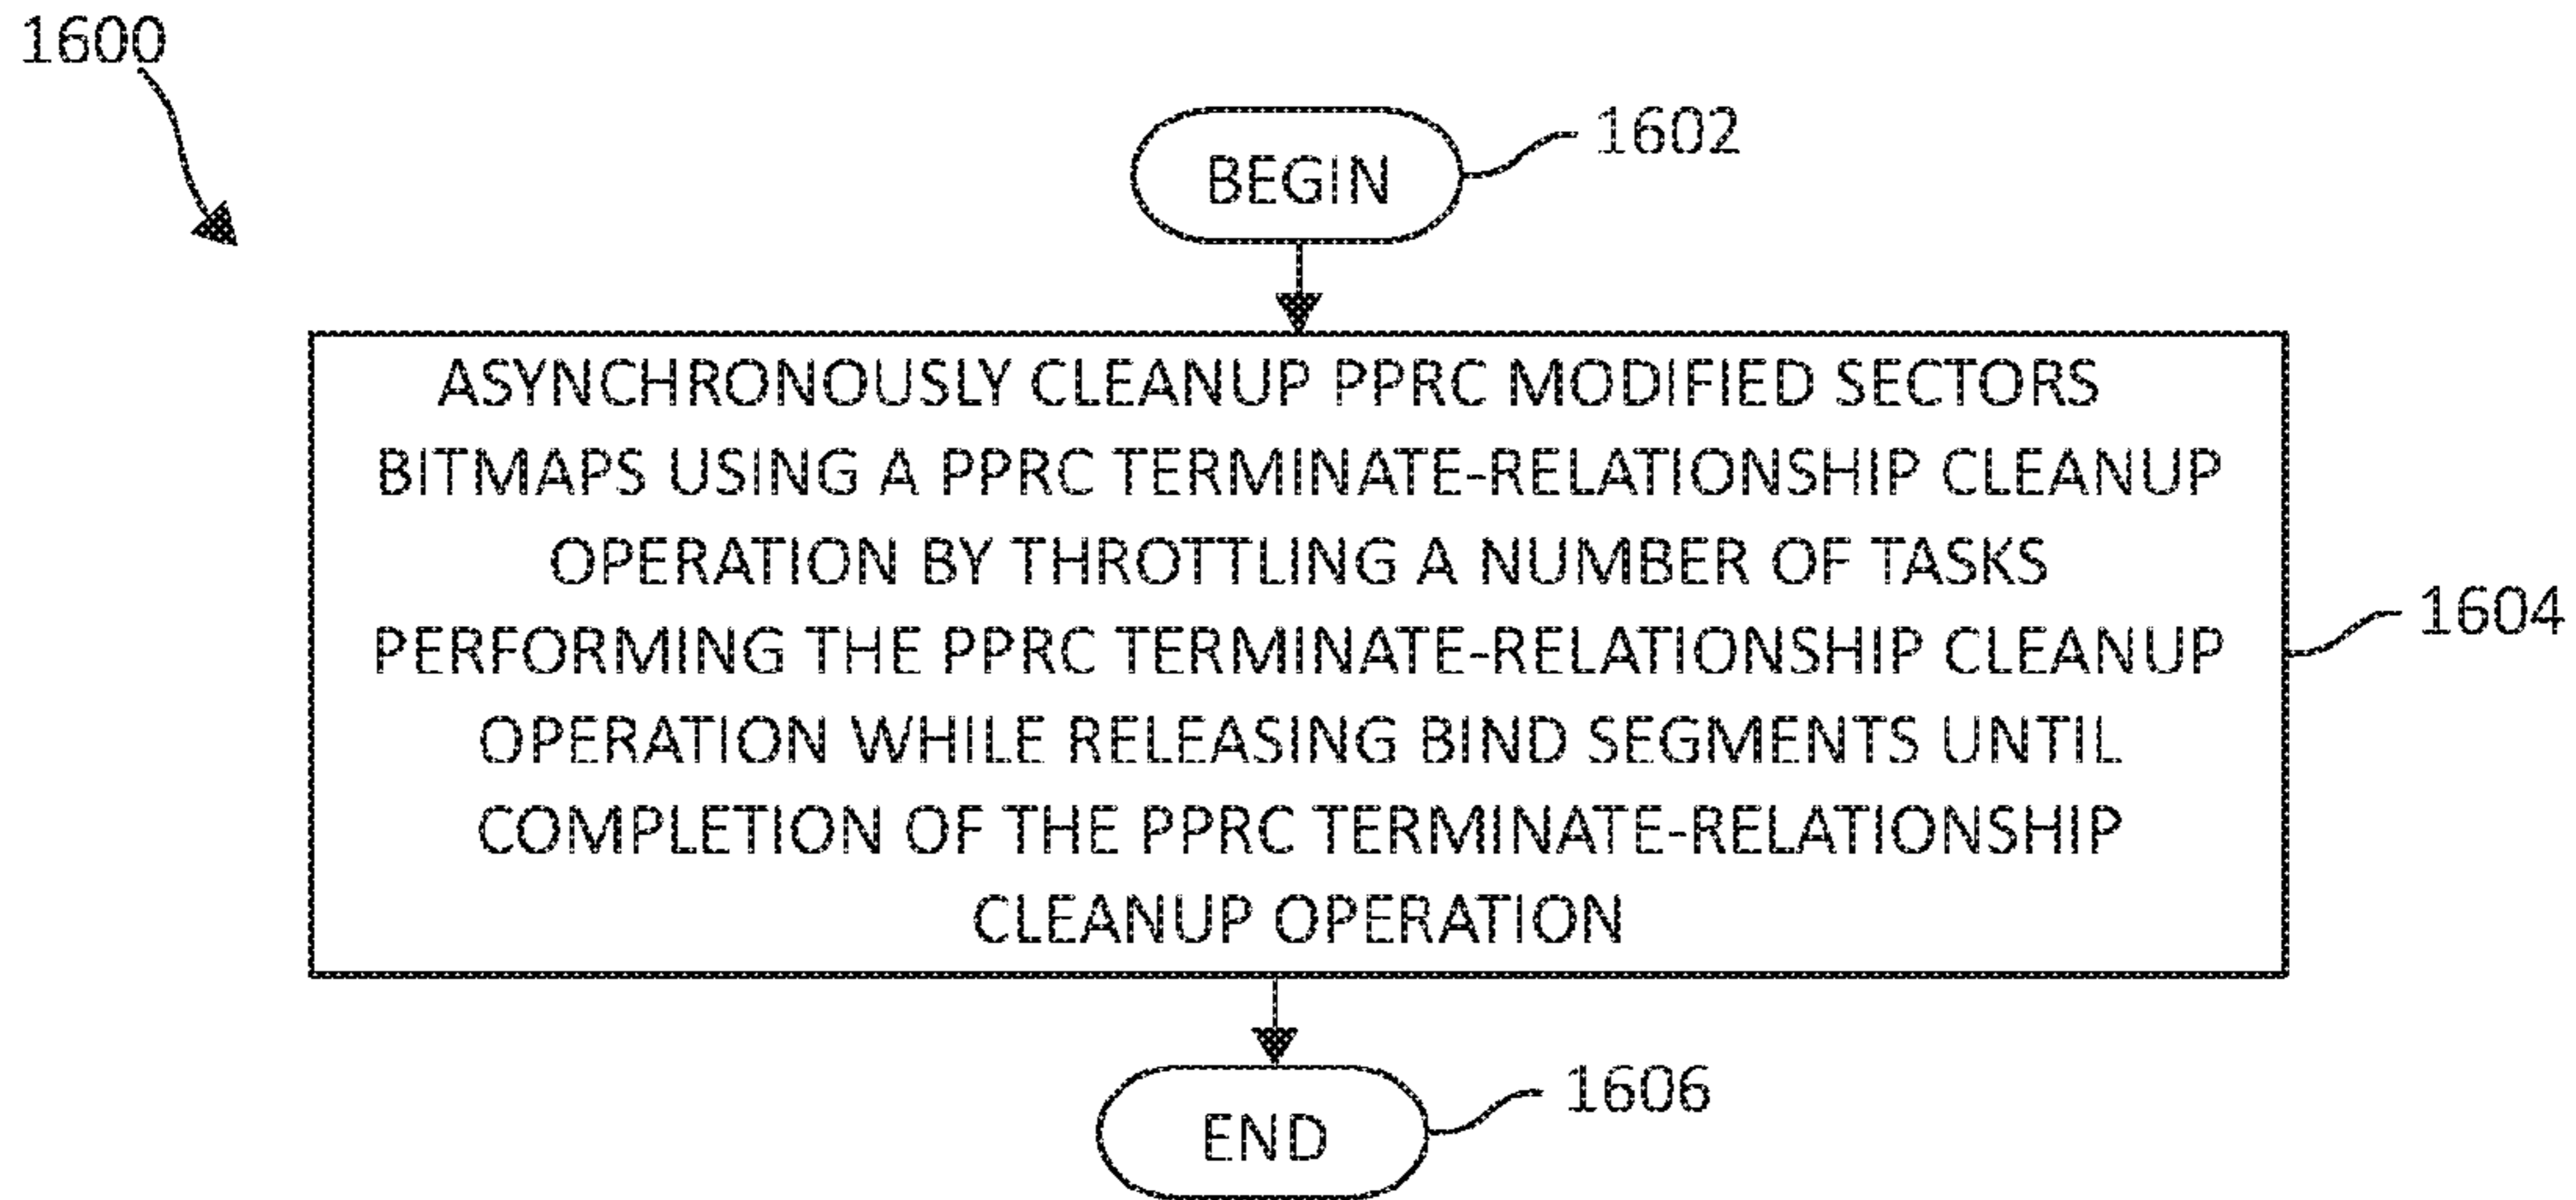 1600
BEGIN
1602
ASYNCHRONOUSLY CLEANUP PPRC MODIFIED SECTORS
BITMAPS USING A PPRC TERMINATE-RELATIONSHIP CLEANUP
OPERATION BY THROTTLING A NUMBER OF TASKS
PERFORMING THE PPRC TERMINATE-RELATIONSHIP CLEANUP
OPERATION WHILE RELEASING BIND SEGMENTS UNTIL
COMPLETION OF THE PPRC TERMINATE-RELATIONSHIP
CLEANUP OPERATION
1604
END
1606